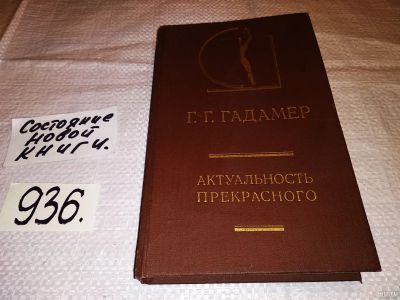 Состояние
новой
книги.
936.
Г.-Г. ГАДАМЕР
АКТУАЛЬНОСТЬ
ПРЕКРАСНОГО